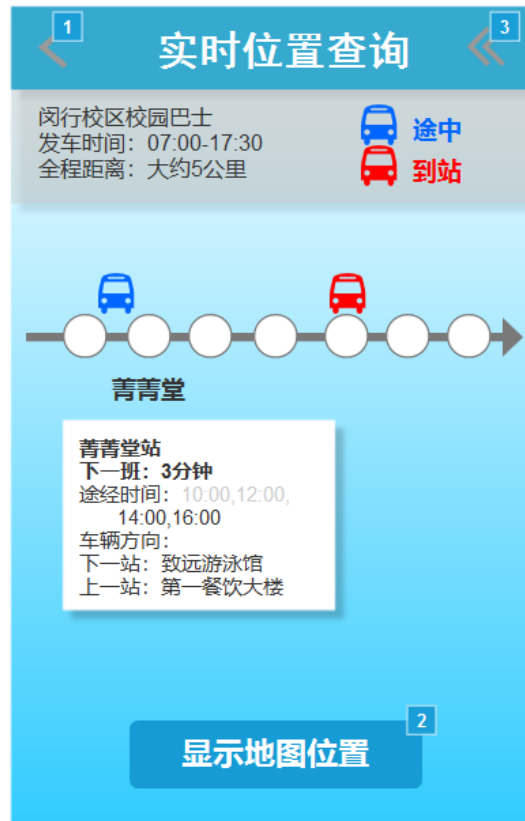 1
3
实时位置查询
闵行校区校园巴士
发车时间：07:00-17:30
全程距离：大约5公里
途中
到站
菁菁堂
菁菁堂站
下一班：3分钟
途经时间：10:00,12:00,
14:00,16:00
车辆方向：
下一站：致远游泳馆
上一站：第一餐饮大楼
2
显示地图位置